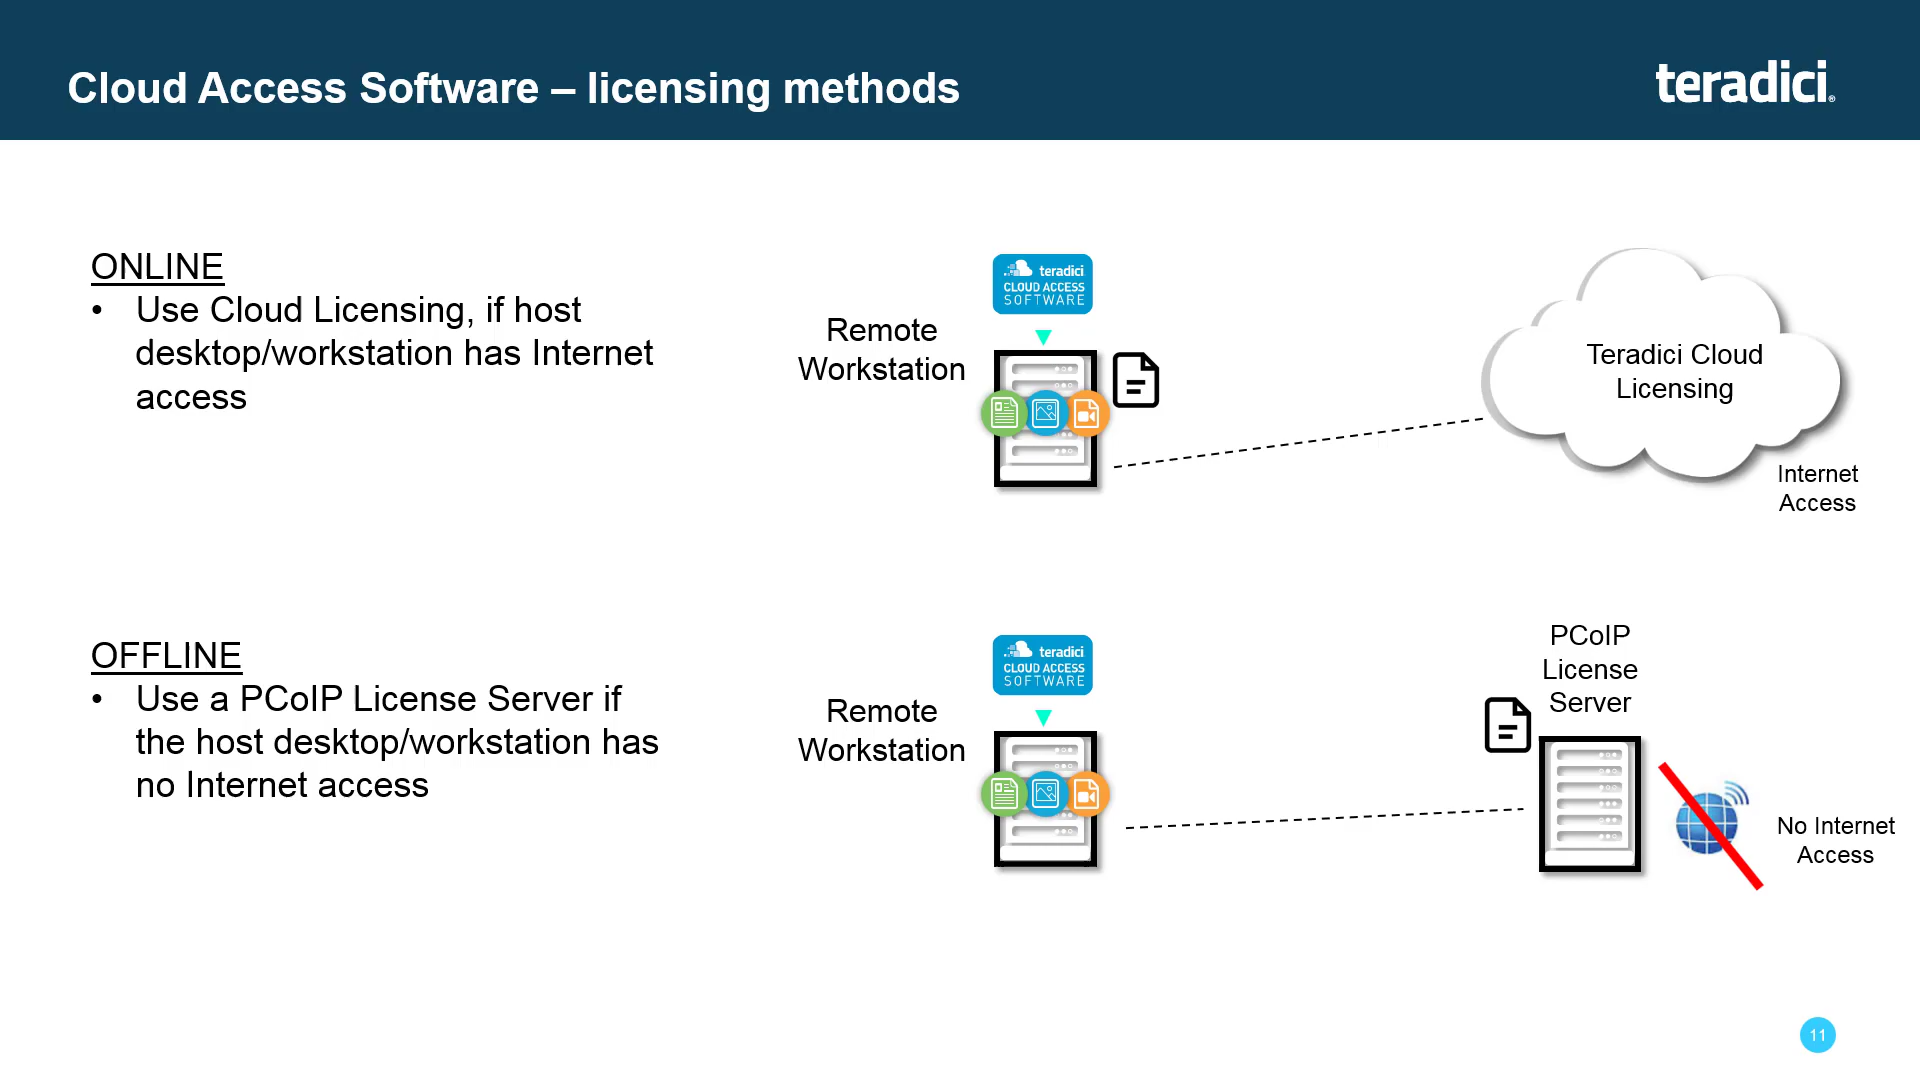 Cloud Access Software – licensing methods
teradici®
ONLINE
• Use Cloud Licensing, if host
desktop/workstation has Internet
access
teradici
CLOUD ACCESS
SOFTWARE
Remote
Workstation
Teradici Cloud
Licensing
Internet
Access
OFFLINE
• Use a PCoIP License Server if
the host desktop/workstation has
no Internet access
teradici
CLOUD ACCESS
SOFTWARE
Remote
Workstation
PCoIP
License
Server
No Internet
Access
11